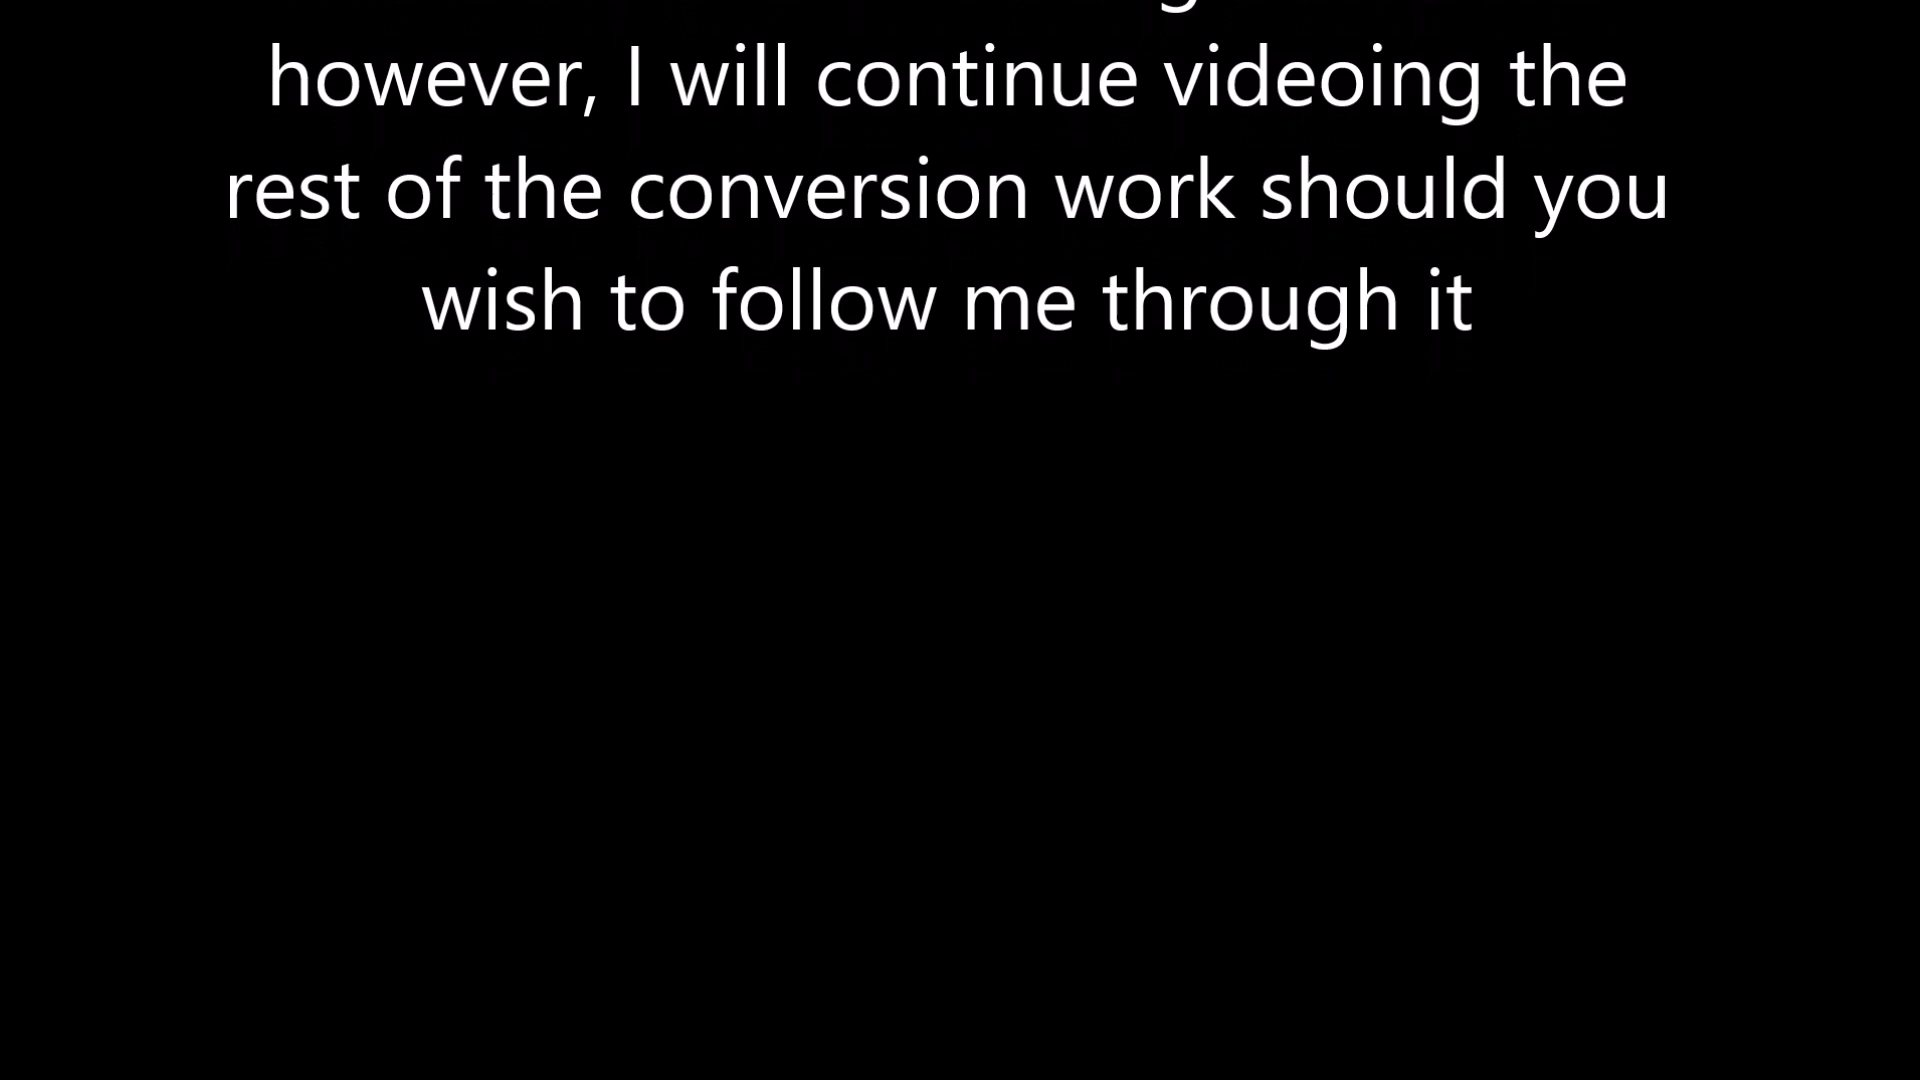 however, I will continue videoing the
rest of the conversion work should you
wish to follow me through it